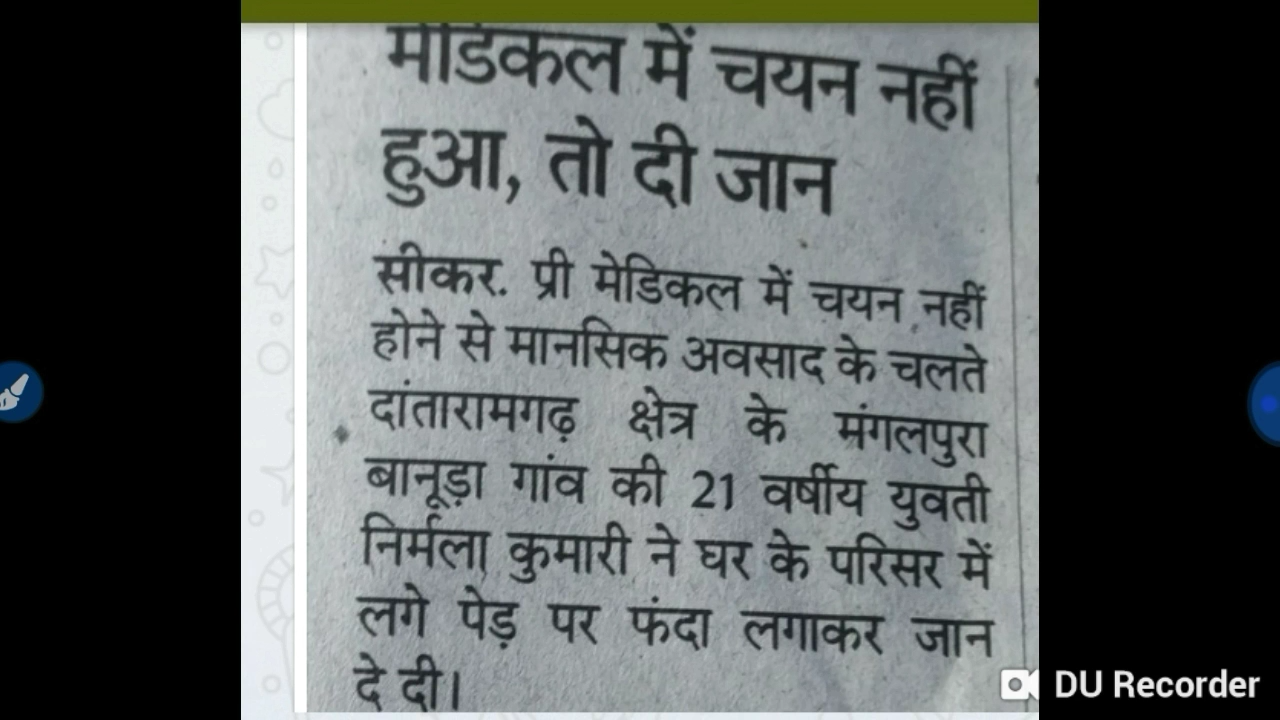 मेडिकल में चयन नहीं
हुआ, तो दी जान
सीकर. प्री मेडिकल में चयन नहीं
होने से मानसिक अवसाद के चलते
दांतारामगढ़ क्षेत्र के मंगलपुरा
बानूड़ा गांव की 21 वर्षीय युवती
निर्मला कुमारी ने घर के परिसर में
लगे पेड़ पर फंदा लगाकर जान
दे दी।
DU Recorder